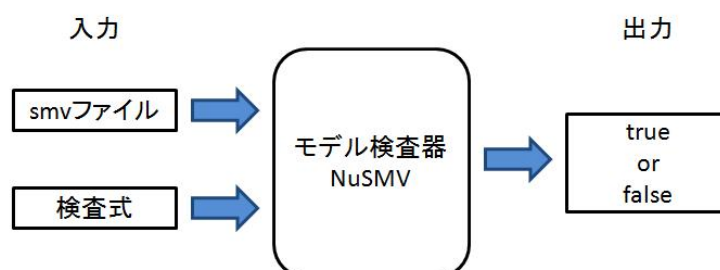 入力
出力
smvファイル
検査式
モデル検査器
NuSMV
true
or
false